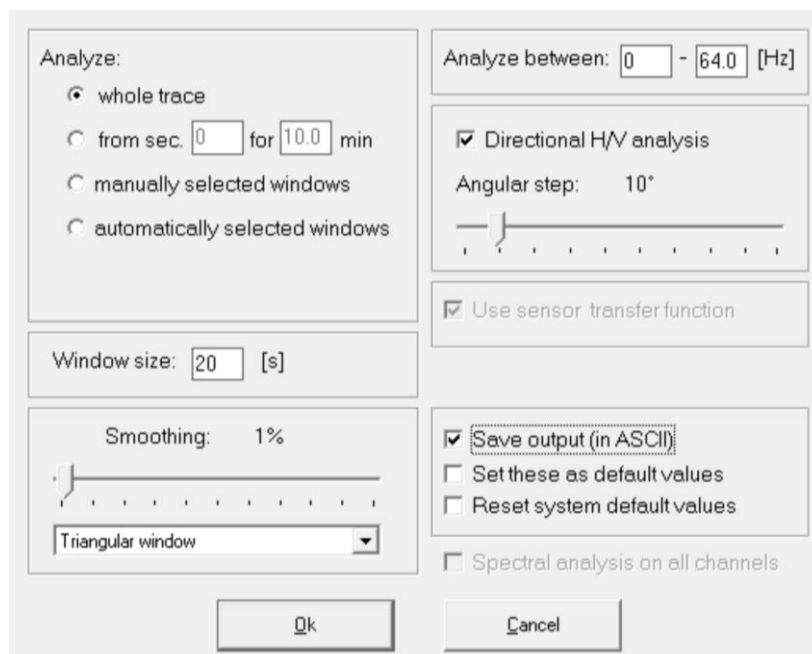 Analyze:
whole trace
from sec. 0 for 10.0 min
manually selected windows
automatically selected windows
Window size: 20 [s]
Smoothing: 1%
Triangular window
Analyze between: 0 - 64.0 [Hz]
Directional H/V analysis
Angular step: 10°
Use sensor transfer function
Save output (in ASCII)
Set these as default values
Reset system default values
Spectral analysis on all channels
Ok
Cancel